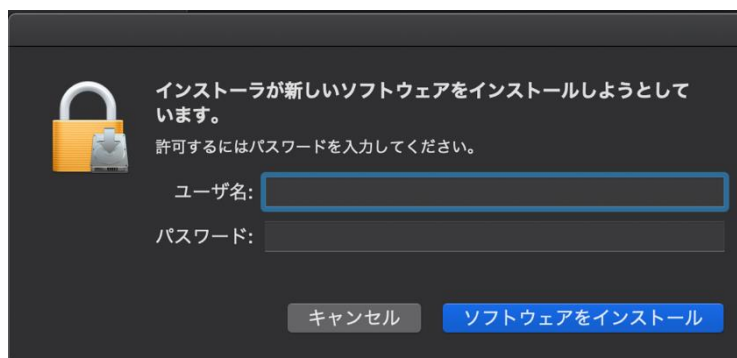 インストーラが新しいソフトウェアをインストールしようとして
います。
許可するにはパスワードを入力してください。
ユーザ名:
パスワード:
キャンセル ソフトウェアをインストール